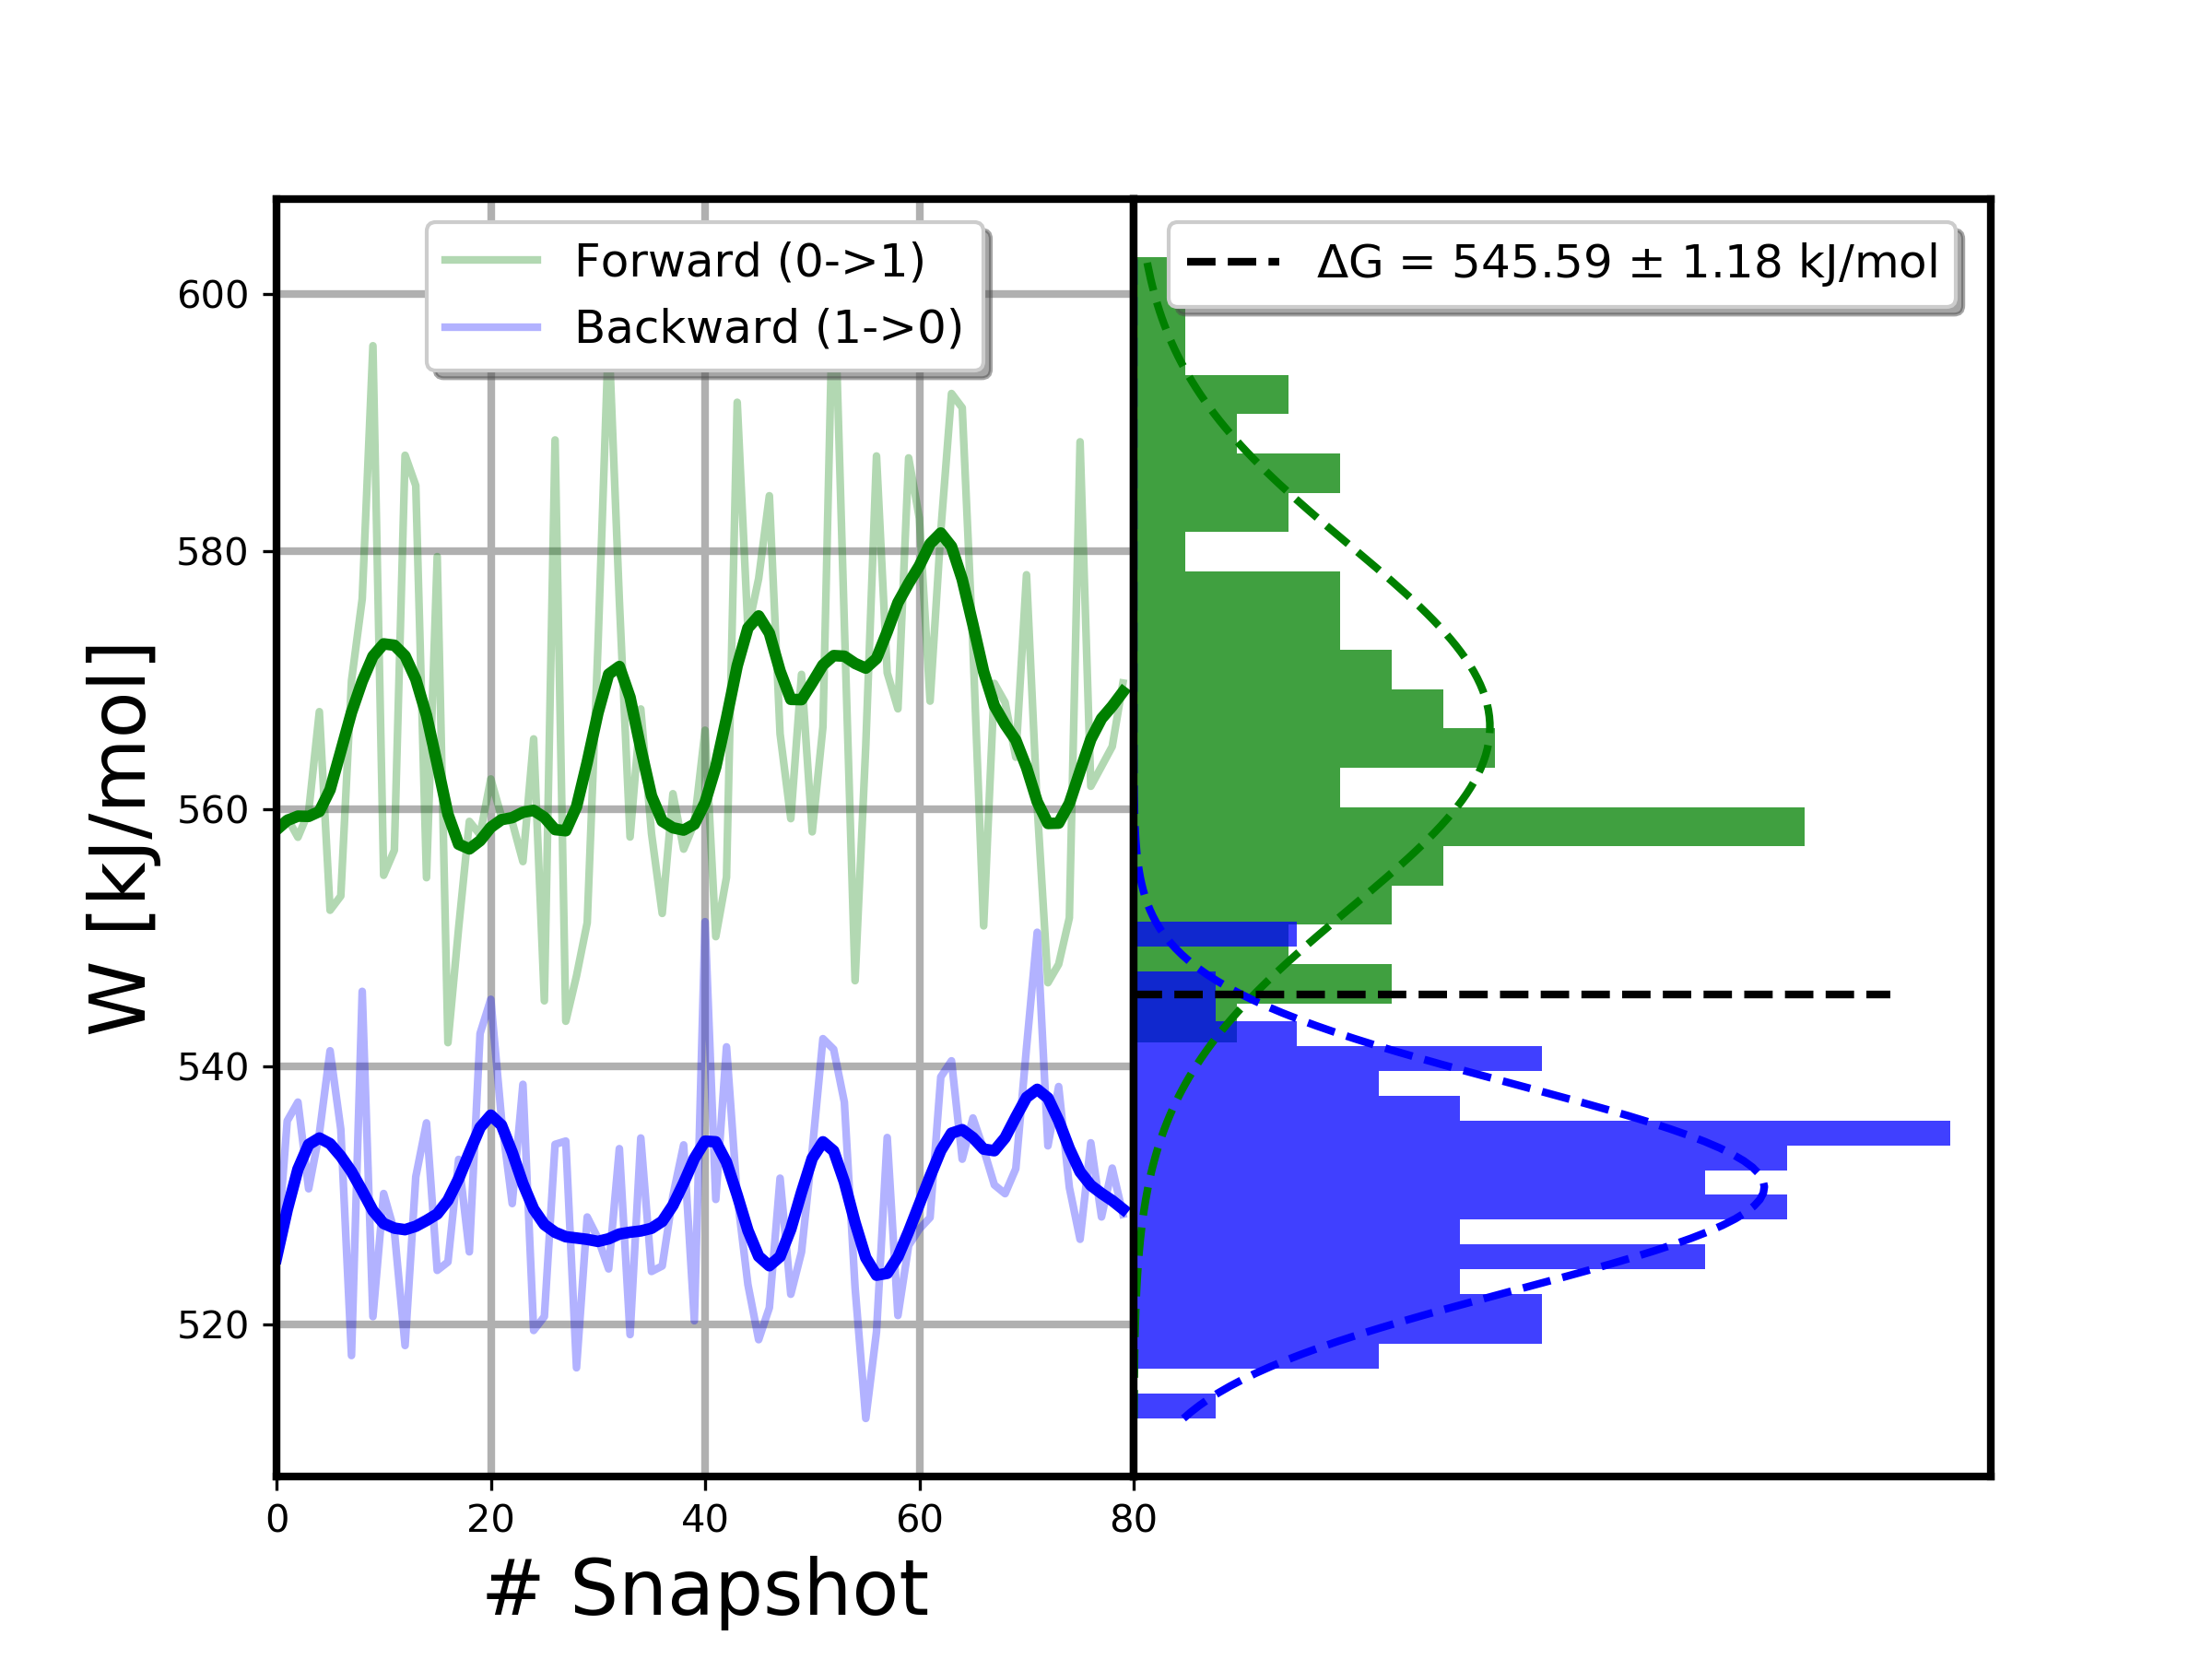 Forward (0->1)
Backward (1->0)
ΔG = 545.59 ± 1.18 kJ/mol
600
580
560
540
520
W [kJ/mol]
0 20 40 60 80
# Snapshot